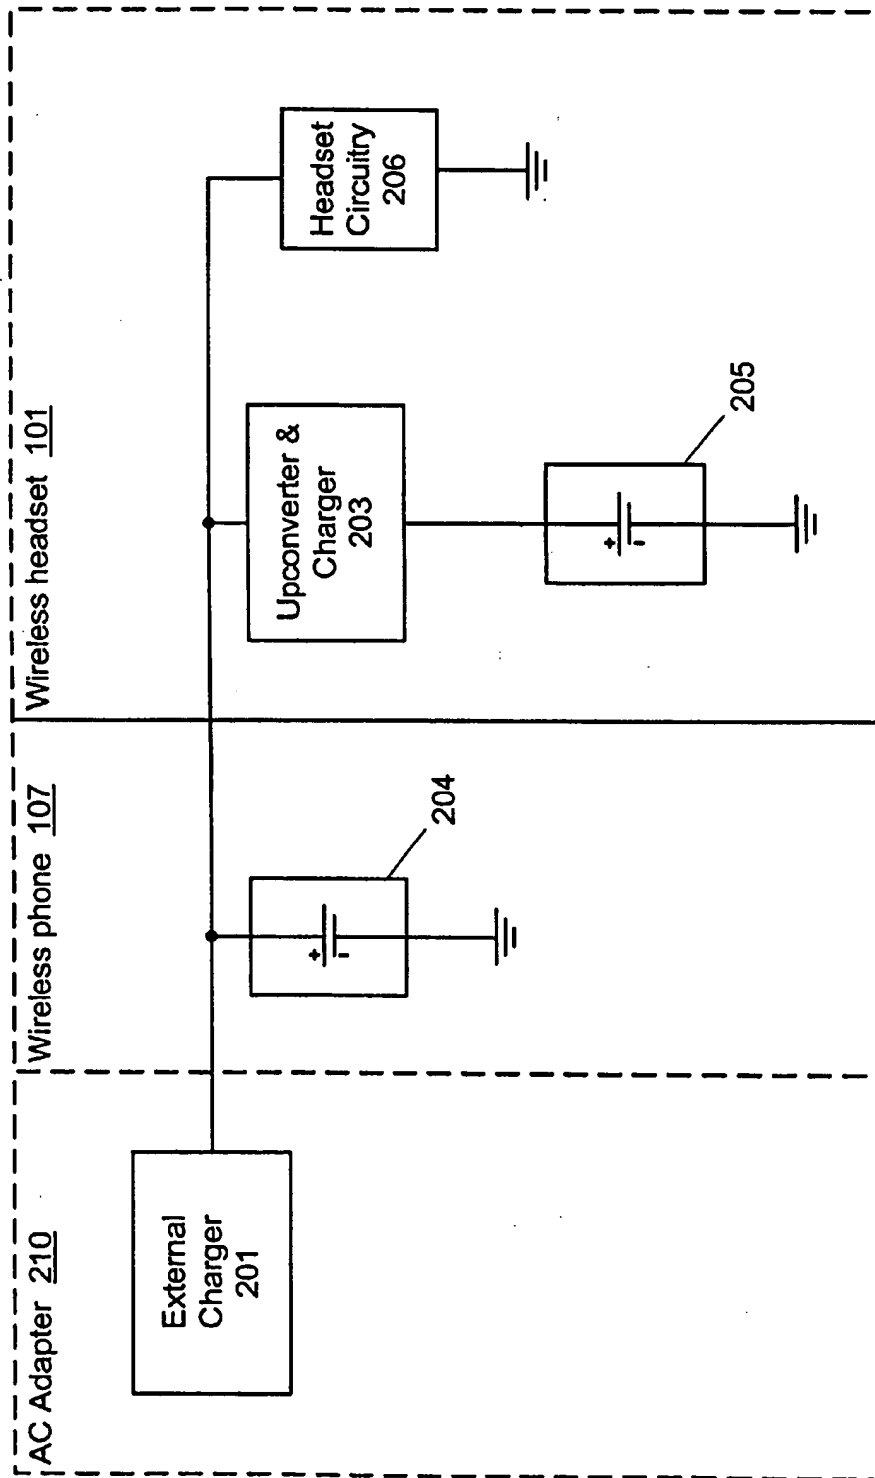 AC Adapter 210
Wireless phone 107
Wireless headset 101
External
Charger
201
+
-
204
Upconverter &
Charger
203
+
-
205
Headset
Circuitry
206